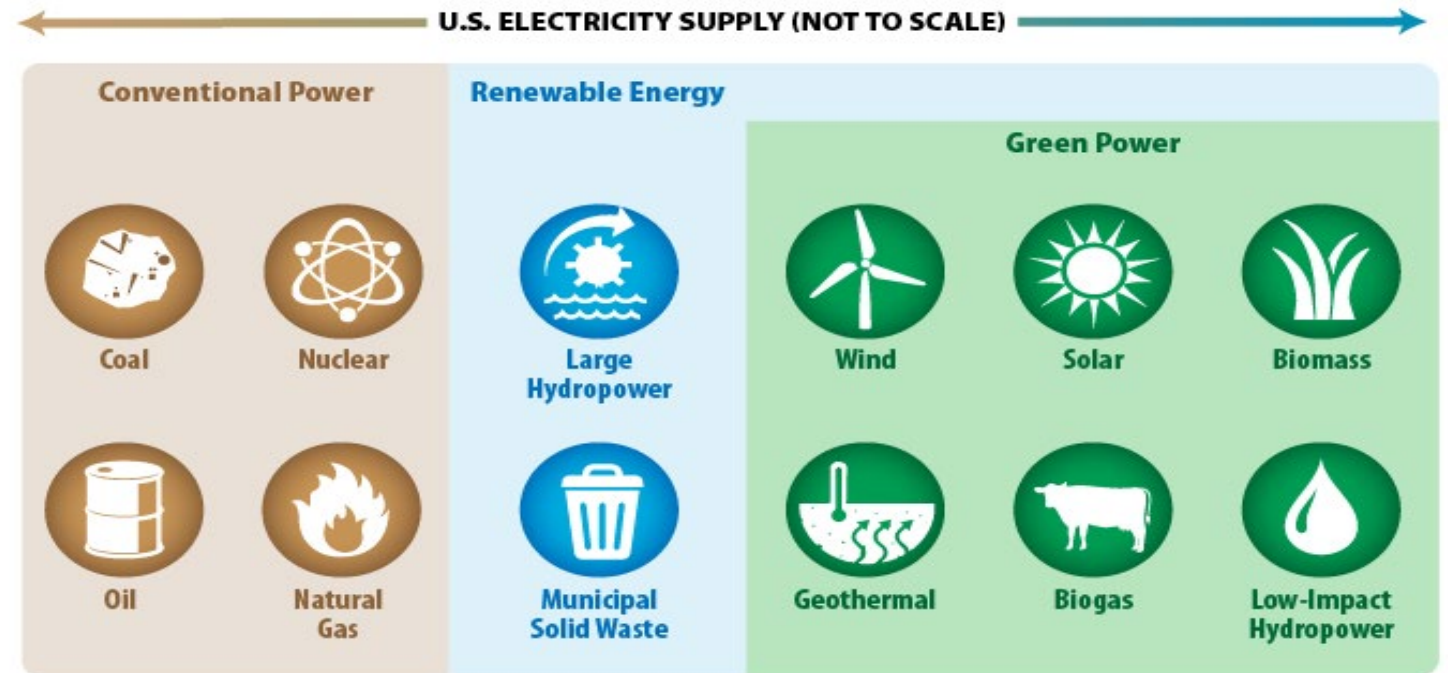 U.S. ELECTRICITY SUPPLY (NOT TO SCALE)
Conventional Power
Renewable Energy
Green Power
Coal
Nuclear
Large
Hydropower
Wind
Solar
Biomass
Oil
Natural
Gas
Municipal
Solid Waste
Geothermal
Biogas
Low-Impact
Hydropower